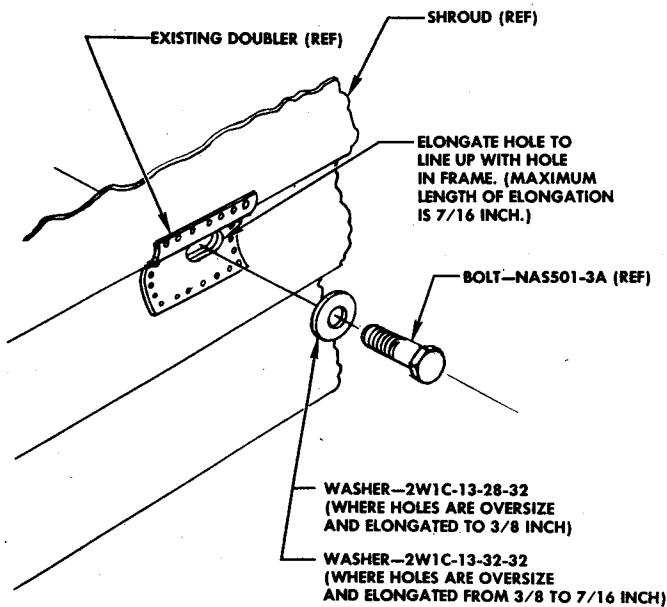 EXISTING DOUBLER (REF)
SHROUD (REF)
ELONGATE HOLE TO
LINE UP WITH HOLE
IN FRAME. (MAXIMUM
LENGTH OF ELONGATION
IS 7/16 INCH.)
BOLT—NAS501-3A (REF)
WASHER—2W1C-13-28-32
(WHERE HOLES ARE OVERSIZE
AND ELONGATED TO 3/8 INCH)
WASHER—2W1C-13-32-32
(WHERE HOLES ARE OVERSIZE
AND ELONGATED FROM 3/8 TO 7/16 INCH)